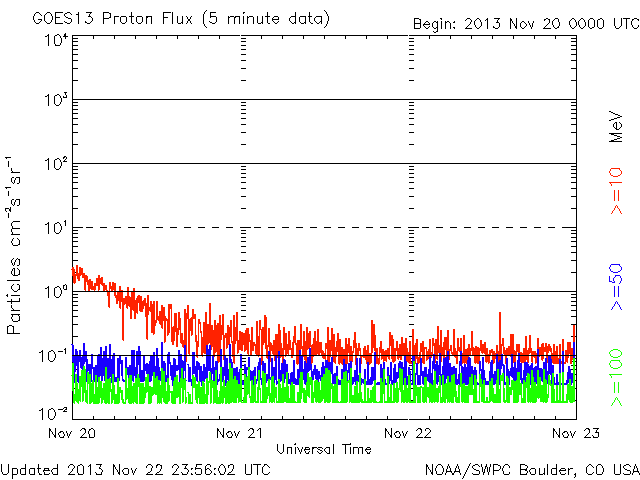 GOES13 Proton Flux (5 minute data)
Begin: 2013 Nov 20 0000 UTC
10⁴
10³
10²
10¹
10⁰
10⁻¹
10⁻²
Particles cm⁻²s⁻¹sr⁻¹
MeV
>=10
>=50
>=100
Nov 20
Nov 21
Nov 22
Nov 23
Universal Time
Updated 2013 Nov 22 23:56:02 UTC
NOAA/SWPC Boulder, CO USA